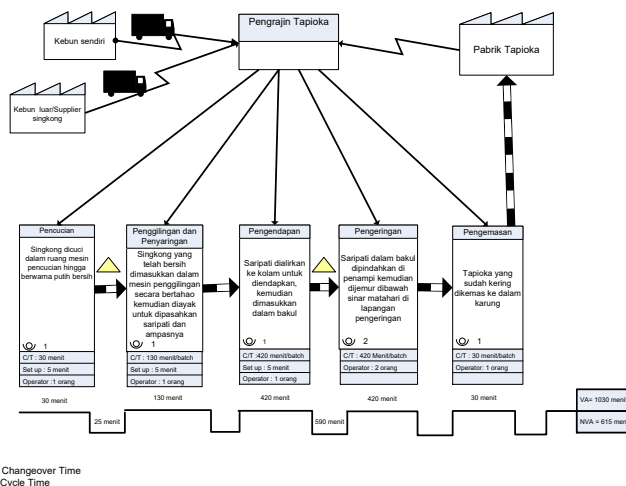 Pengrajin Tapioka
Kebun sendiri
Pabrik Tapioka
Kebun luar/Supplier
singkong
Pencucian
Singkong dicuci
dalam ruang mesin
pencucian hingga
berwarna putih bersih
1
C/T : 30 menit
Set up : 5 menit
Operator :1 orang
Penggilingan dan
Penyaringan
Singkong yang
telah bersih
dimasukkan dalam
mesin penggilingan
secara bertahao
kemudian diayak
untuk dipasahkan
saripati dan
ampasnya
1
C/T : 130 menit/batch
Set up : 5 menit
Operator : 1 orang
Pengendapan
Saripati dialirkan
ke kolam untuk
diendapkan,
kemudian
dimasukkan
dalam bakul
1
C/T :420 menit/batch
Set up : 5 menit
Operator : 1 orang
Pengeringan
Saripati dalam bakul
dipindahkan di
penampi kemudian
dijemur dibawah
sinar matahari di
lapangan
pengeringan
2
C/T : 420 Menit/batch
Operator : 2 orang
Pengemasan
Tapioka yang
sudah kering
dikemas ke dalam
karung
1
C/T : 30 menit
Operator: 1 orang
30 menit
130 menit
420 menit
420 menit
30 menit
25 menit
590 menit
VA= 1030 menit
NVA = 615 men
Changeover Time
Cycle Time